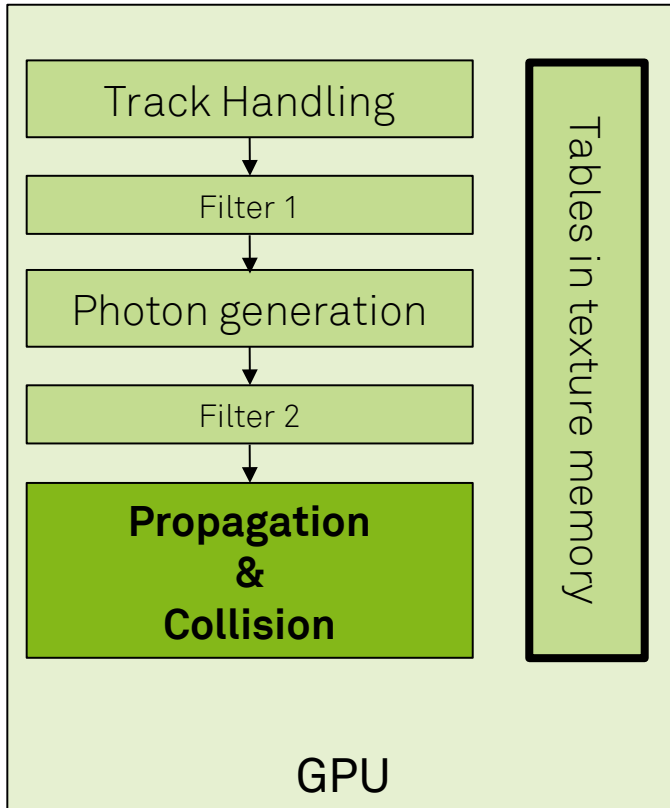 Track Handling
Filter 1
Photon generation
Filter 2
Propagation
&
Collision
Tables in texture memory
GPU